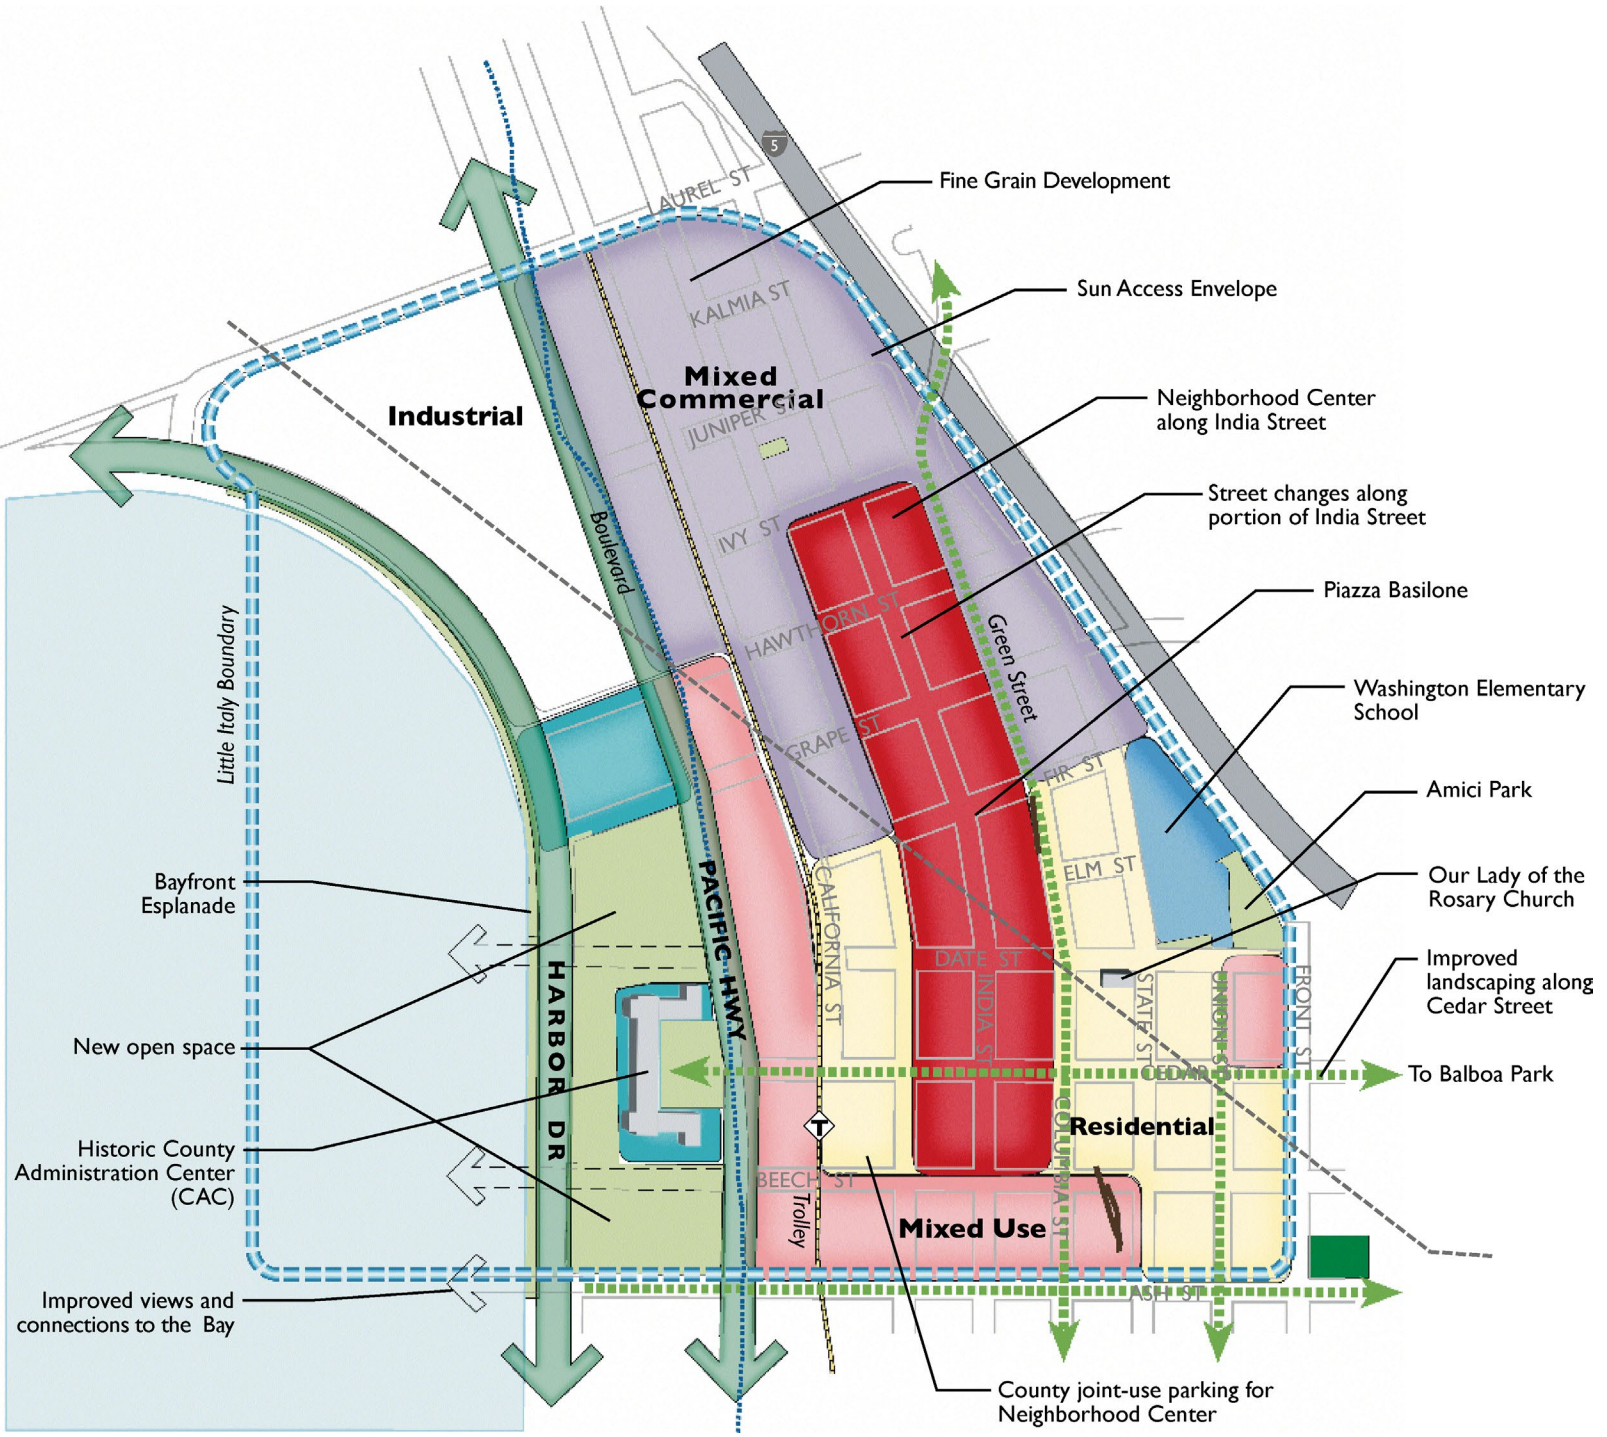 5
LAUREL ST
Fine Grain Development
Sun Access Envelope
KALMIA ST
Mixed
Commercial
Industrial
JUNIPER ST
Neighborhood Center
along India Street
Street changes along
portion of India Street
IVY ST
Boulevard
Piazza Basilone
HAWTHORN ST
Green Street
Little Italy Boundary
Washington Elementary
School
GRAPE ST
FIR ST
Amici Park
ELM ST
Our Lady of the
Rosary Church
Bayfront
Esplanade
PACIFIC HWY
CALIFORNIA ST
DATE ST
INDIA ST
STATE ST
UNION ST
FRONT ST
Improved
landscaping along
Cedar Street
HARBOR DR
New open space
CEDAR ST
To Balboa Park
T
Residential
COLUMBIA ST
Historic County
Administration Center
(CAC)
BEECH ST
Trolley
Mixed Use
Improved views and
connections to the Bay
ASH ST
County joint-use parking for
Neighborhood Center